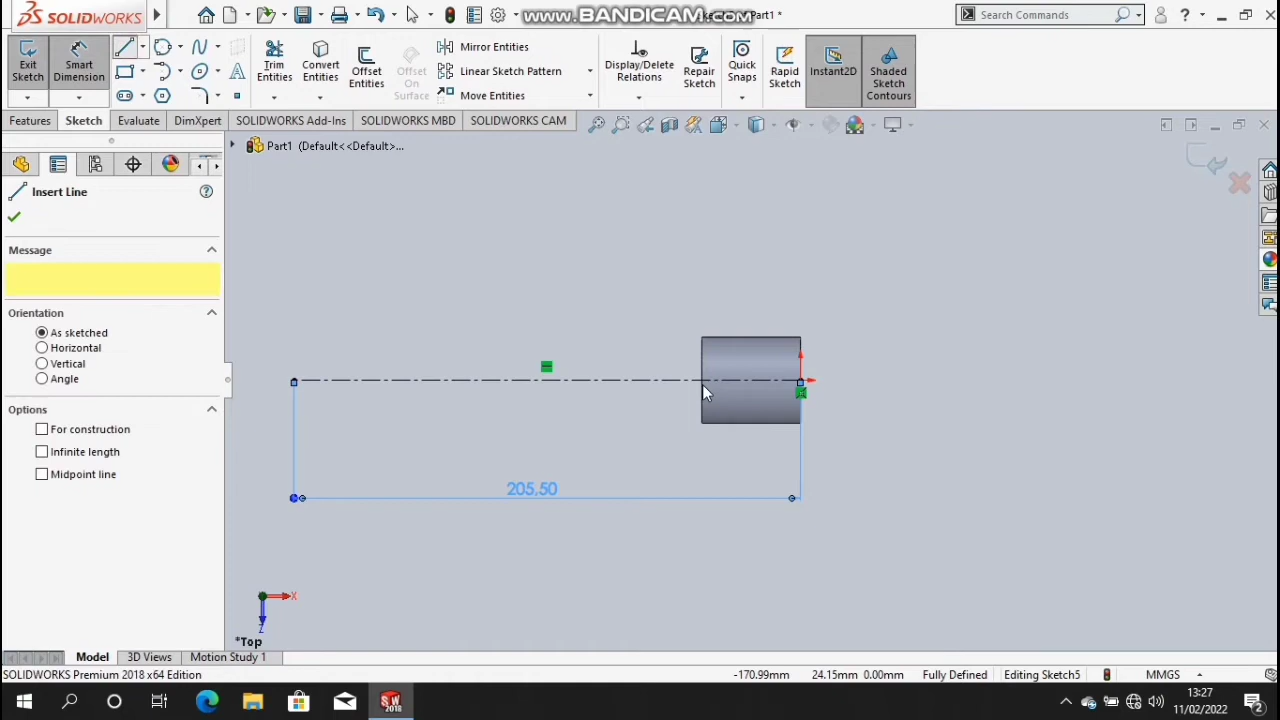 SOLIDWORKS
www.BANDICAM.com
Part1 *
Search Commands
Exit Sketch
Smart Dimension
Trim Entities
Convert Entities
Offset Entities
Offset On Surface
Mirror Entities
Linear Sketch Pattern
Move Entities
Display/Delete Relations
Repair Sketch
Quick Snaps
Rapid Sketch
Instant2D
Shaded Sketch Contours
Features
Sketch
Evaluate
DimXpert
SOLIDWORKS Add-Ins
SOLIDWORKS MBD
SOLIDWORKS CAM
Part1 (Default<<Default>...
Insert Line
Message
Orientation
As sketched
Horizontal
Vertical
Angle
Options
For construction
Infinite length
Midpoint line
205,50
X
Z
*Top
Model
3D Views
Motion Study 1
SOLIDWORKS Premium 2018 x64 Edition
-170.99mm
24.15mm 0.00mm
Fully Defined
Editing Sketch5
MMGS
13:27
11/02/2022
SW
2018
2